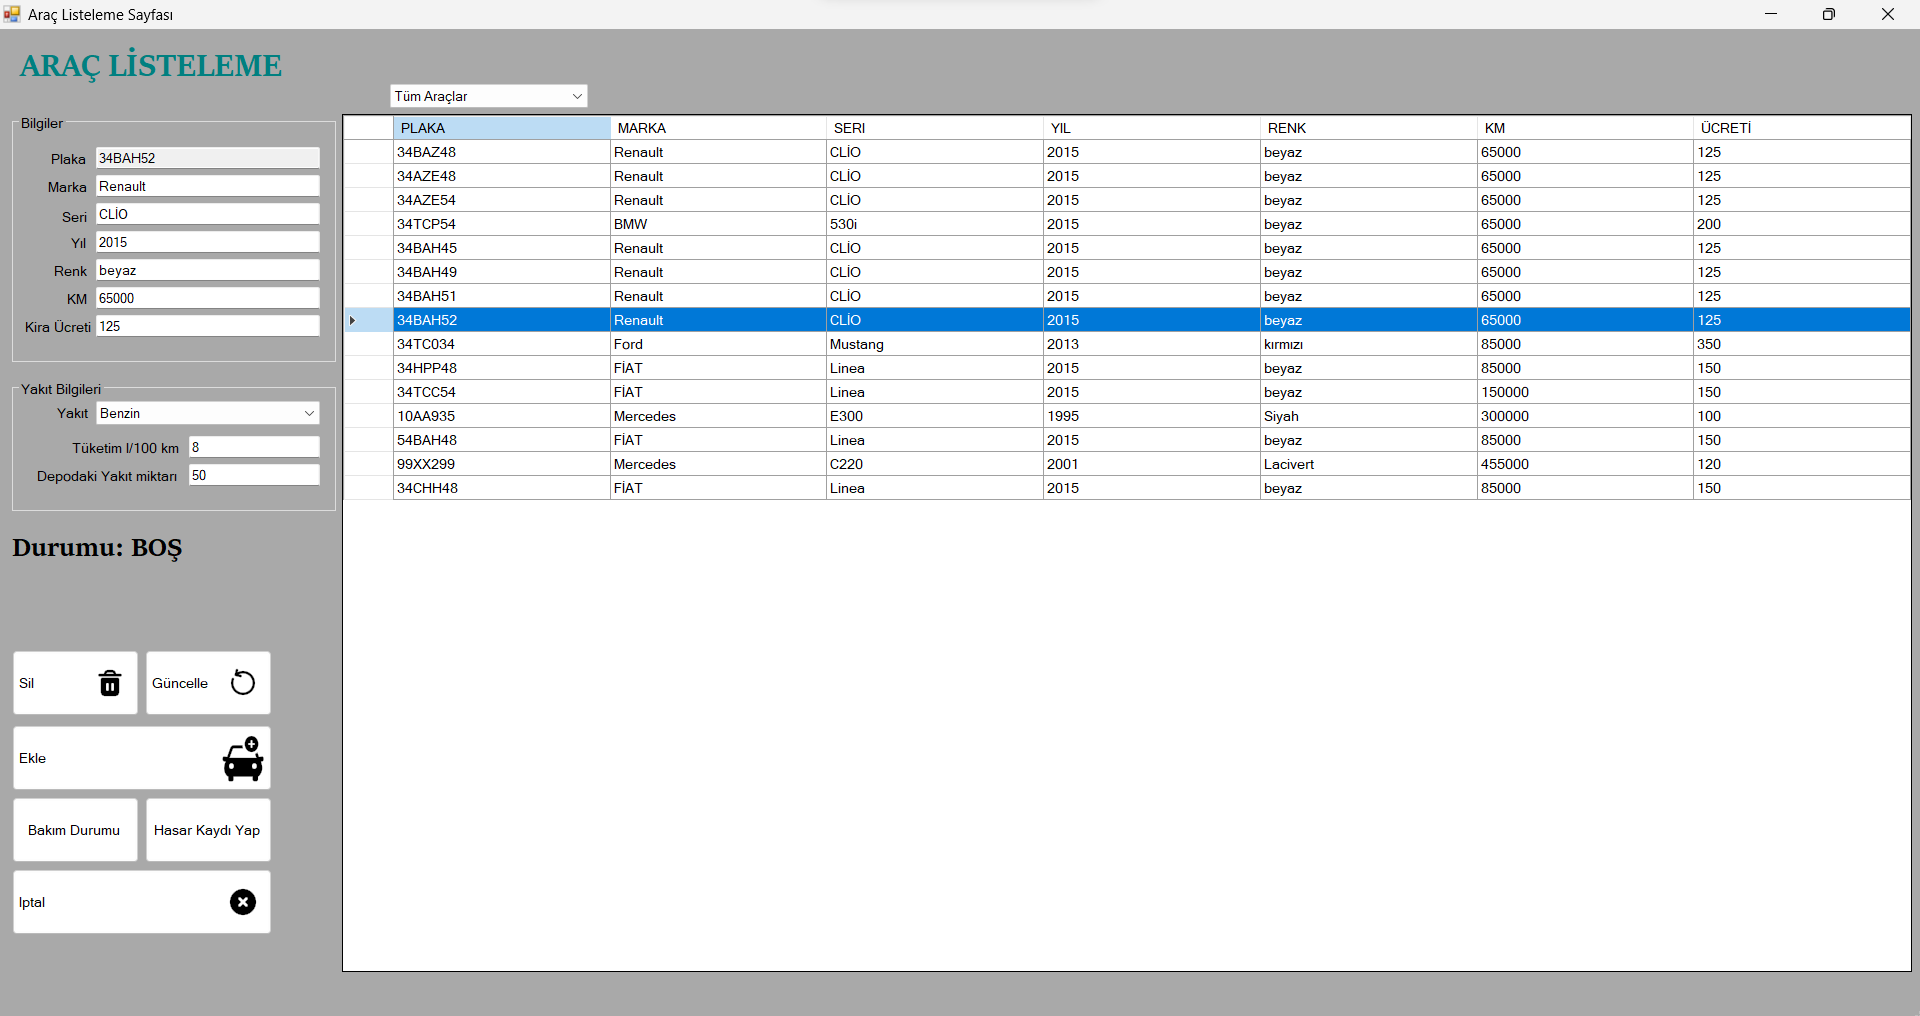 Araç Listeleme Sayfası
ARAÇ LİSTELEME
Tüm Araçlar
Bilgiler
Plaka 34BAH52
Marka Renault
Seri CLİO
Yıl 2015
Renk beyaz
KM 65000
Kira Ücreti 125
Yakıt Bilgileri
Yakıt Benzin
Tüketim l/100 km 8
Depodaki Yakıt miktarı 50
Durumu: BOŞ
Sil
Güncelle
Ekle
Bakım Durumu
Hasar Kaydı Yap
Iptal
PLAKA MARKA SERI YIL RENK KM ÜCRETİ
34BAZ48 Renault CLİO 2015 beyaz 65000 125
34AZE48 Renault CLİO 2015 beyaz 65000 125
34AZE54 Renault CLİO 2015 beyaz 65000 125
34TCP54 BMW 530i 2015 beyaz 65000 200
34BAH45 Renault CLİO 2015 beyaz 65000 125
34BAH49 Renault CLİO 2015 beyaz 65000 125
34BAH51 Renault CLİO 2015 beyaz 65000 125
34BAH52 Renault CLİO 2015 beyaz 65000 125
34TC034 Ford Mustang 2013 kırmızı 85000 350
34HPP48 FİAT Linea 2015 beyaz 85000 150
34TCC54 FİAT Linea 2015 beyaz 150000 150
10AA935 Mercedes E300 1995 Siyah 300000 100
54BAH48 FİAT Linea 2015 beyaz 85000 150
99XX299 Mercedes C220 2001 Lacivert 455000 120
34CHH48 FİAT Linea 2015 beyaz 85000 150